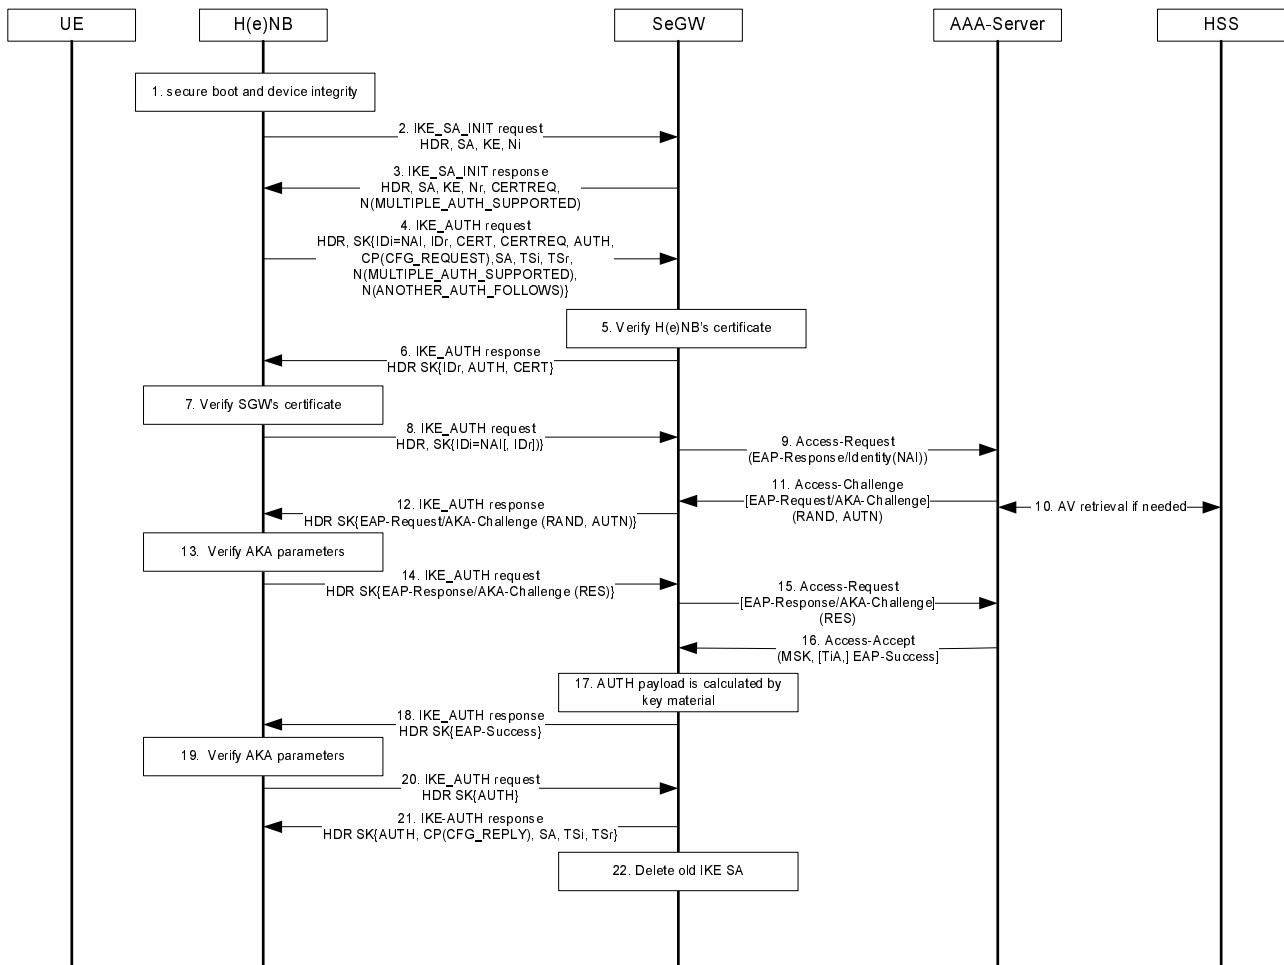 UE
H(e)NB
SeGW
AAA-Server
HSS
1. secure boot and device integrity
2. IKE_SA_INIT request
HDR, SA, KE, Ni
3. IKE_SA_INIT response
HDR, SA, KE, Nr, CERTREQ,
N(MULTIPLE_AUTH_SUPPORTED)
4. IKE_AUTH request
HDR, SK{IDi=NAI, IDr, CERT, CERTREQ, AUTH,
CP(CFG_REQUEST),SA, TSi, TSr,
N(MULTIPLE_AUTH_SUPPORTED),
N(ANOTHER_AUTH_FOLLOWS)}
5. Verify H(e)NB's certificate
6. IKE_AUTH response
HDR SK{IDr, AUTH, CERT}
7. Verify SGW's certificate
8. IKE_AUTH request
HDR, SK{IDi=NAI[, IDr])}
9. Access-Request
(EAP-Response/Identity(NAI))
11. Access-Challenge
[EAP-Request/AKA-Challenge]
(RAND, AUTN)
10. AV retrieval if needed
12. IKE_AUTH response
HDR SK{EAP-Request/AKA-Challenge (RAND, AUTN)}
13.  Verify AKA parameters
14. IKE_AUTH request
HDR SK{EAP-Response/AKA-Challenge (RES)}
15. Access-Request
[EAP-Response/AKA-Challenge]
(RES)
16. Access-Accept
(MSK, [TiA,] EAP-Success]
17. AUTH payload is calculated by
key material
18. IKE_AUTH response
HDR SK{EAP-Success}
19.  Verify AKA parameters
20. IKE_AUTH request
HDR SK{AUTH}
21. IKE-AUTH response
HDR SK{AUTH, CP(CFG_REPLY), SA, TSi, TSr}
22. Delete old IKE SA